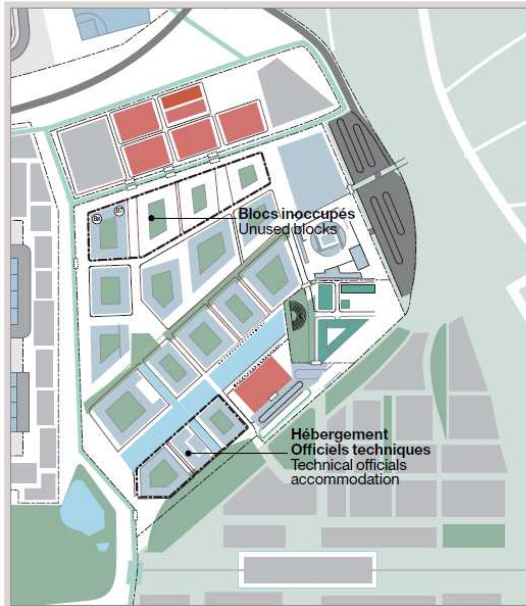 Blocs inoccupés
Unused blocks
Hébergement
Officiels techniques
Technical officials
accommodation